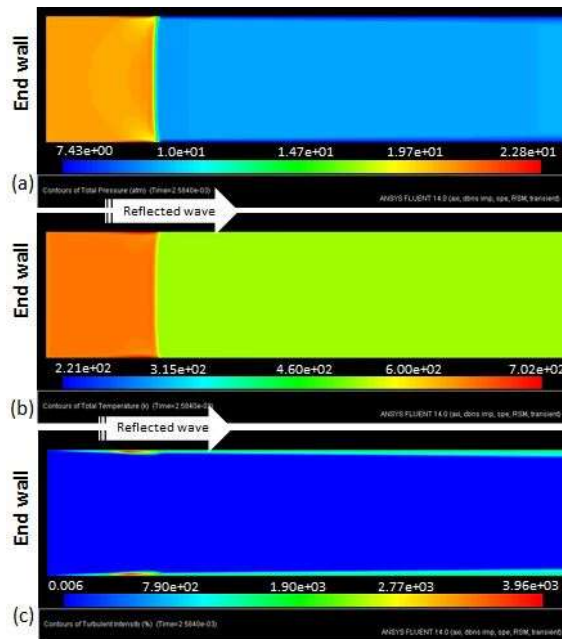 End wall
7.43e+00 1.0e+01 1.47e+01 1.97e+01 2.28e+01
(a)
Contours of Total Pressure (atm) (Time=2.5840e-03)
ANSYS FLUENT 14.0 (axi, dbns imp, spe, RSM, transient)
Reflected wave
End wall
2.21e+02 3.15e+02 4.60e+02 6.00e+02 7.02e+02
(b)
Contours of Total Temperature (k) (Time=2.5840e-03)
ANSYS FLUENT 14.0 (axi, dbns imp, spe, RSM, transient)
Reflected wave
End wall
0.006 7.90e+02 1.90e+03 2.77e+03 3.96e+03
(c)
Contours of Turbulent Intensity (%) (Time=2.5840e-03)
ANSYS FLUENT 14.0 (axi, dbns imp, spe, RSM, transient)